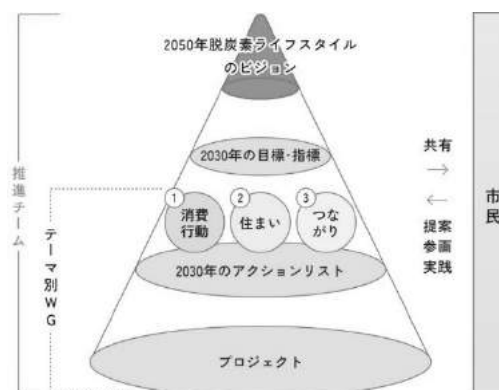 2050年脱炭素ライフスタイル
のビジョン
2030年の目標・指標
1
消費
行動
2
住まい
3
つな
がり
2030年のアクションリスト
プロジェクト
推進チーム
テーマ別WG
共有
→
←
提案
参画
実践
市民